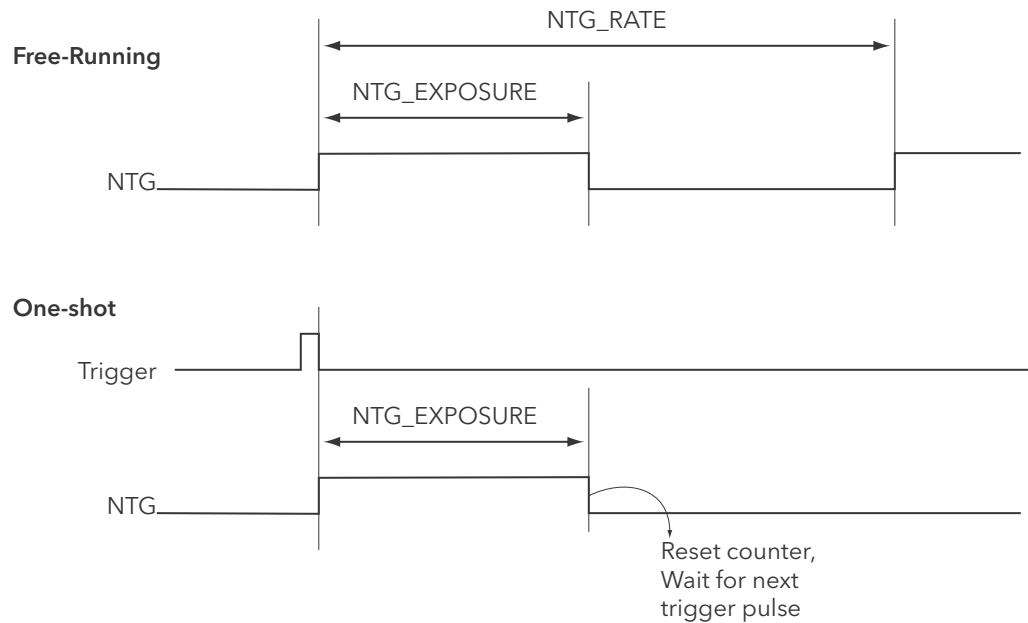 NTG_RATE
Free-Running
NTG_EXPOSURE
NTG
One-shot
Trigger
NTG_EXPOSURE
NTG
Reset counter,
Wait for next
trigger pulse